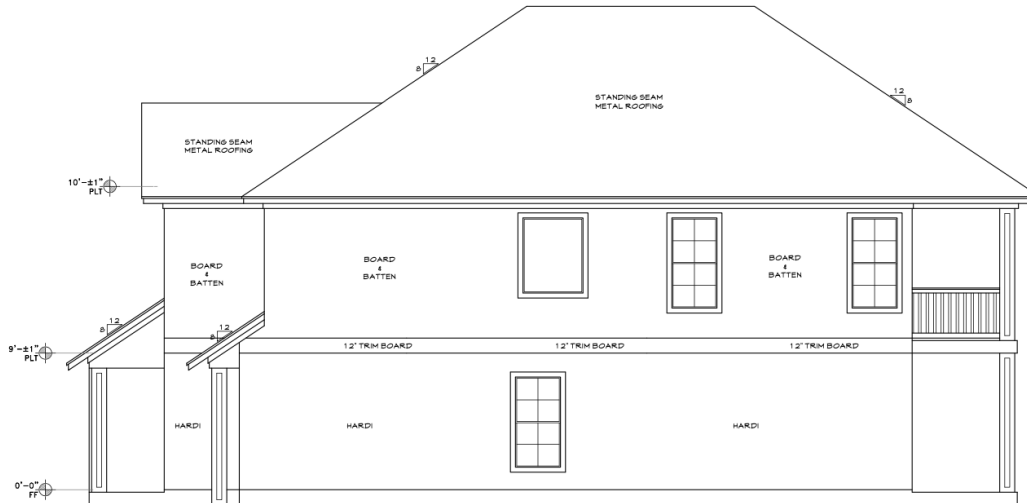 12
8
12
8
STANDING SEAM
METAL ROOFING
STANDING SEAM
METAL ROOFING
10'-±1"
PLT
BOARD
&
BATTEN
BOARD
&
BATTEN
BOARD
&
BATTEN
12
8
12
8
9'-±1"
PLT
12" TRIM BOARD
12" TRIM BOARD
12" TRIM BOARD
HARDI
HARDI
HARDI
0'-0"
FF